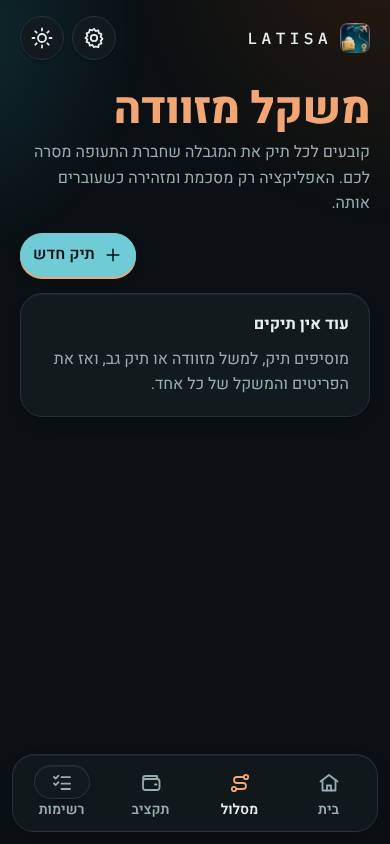 LATISA
משקל מזוודה
קובעים לכל תיק את המגבלה שחברת התעופה מסרה
לכם. האפליקציה רק מסכמת ומזהירה כשעוברים
אותה.
תיק חדש
עוד אין תיקים
מוסיפים תיק, למשל מזוודה או תיק גב, ואז את
הפריטים והמשקל של כל אחד.
בית
מסלול
תקציב
רשימות